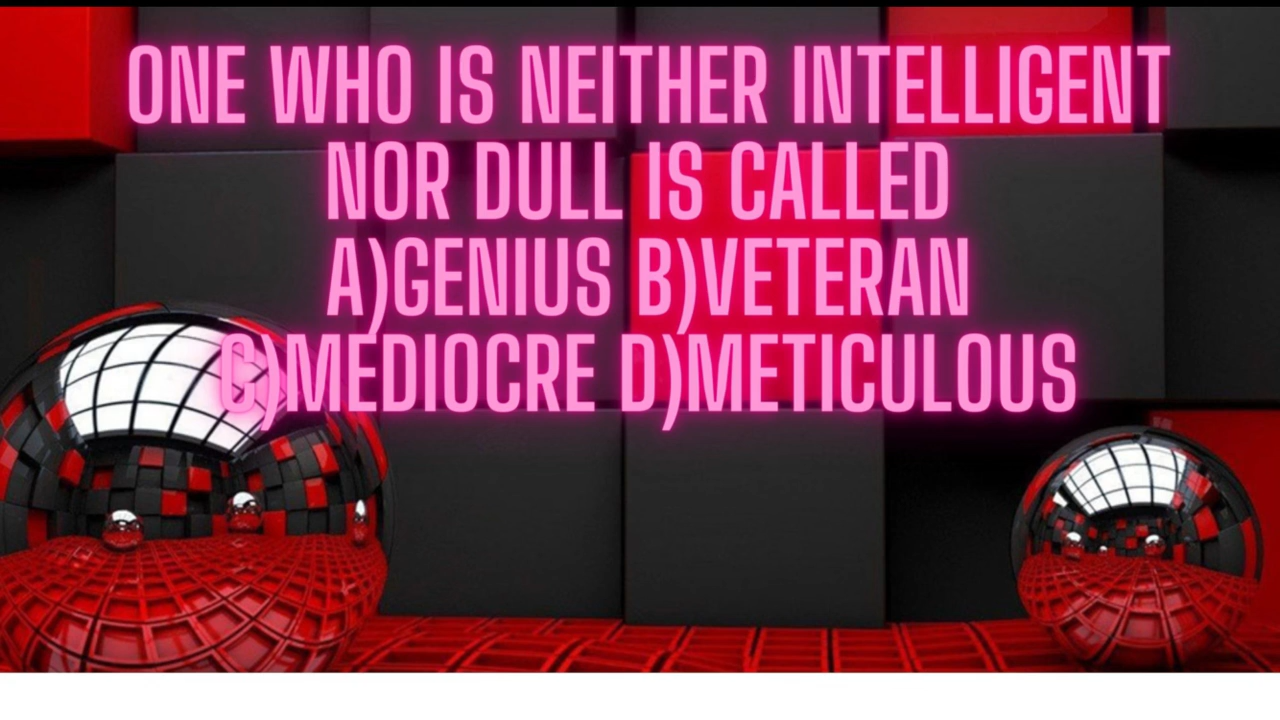 ONE WHO IS NEITHER INTELLIGENT
NOR DULL IS CALLED
A)GENIUS B)VETERAN
C)MEDIOCRE D)METICULOUS